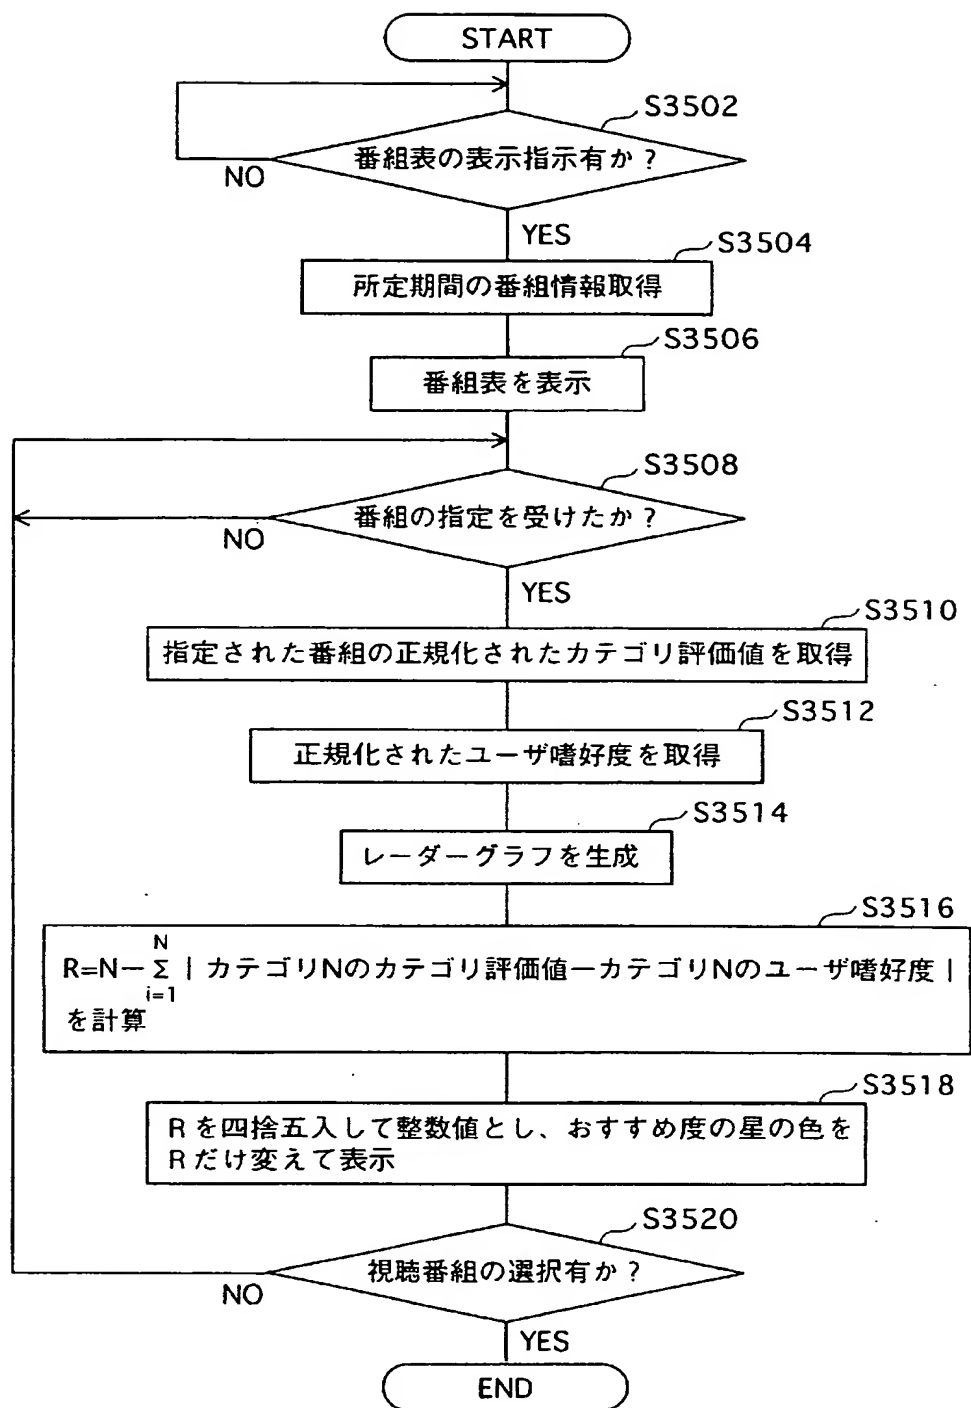 START
S3502
番組表の表示指示有か?
NO
YES
S3504
所定期間の番組情報取得
S3506
番組表を表示
S3508
番組の指定を受けたか?
NO
YES
S3510
指定された番組の正規化されたカテゴリ評価値を取得
S3512
正規化されたユーザ嗜好度を取得
S3514
レーダーグラフを生成
S3516
N
R=N−Σ|カテゴリNのカテゴリ評価値−カテゴリNのユーザ嗜好度|
i=1
を計算
S3518
Rを四捨五入して整数値とし、おすすめ度の星の色を
Rだけ変えて表示
S3520
視聴番組の選択有か?
NO
YES
END